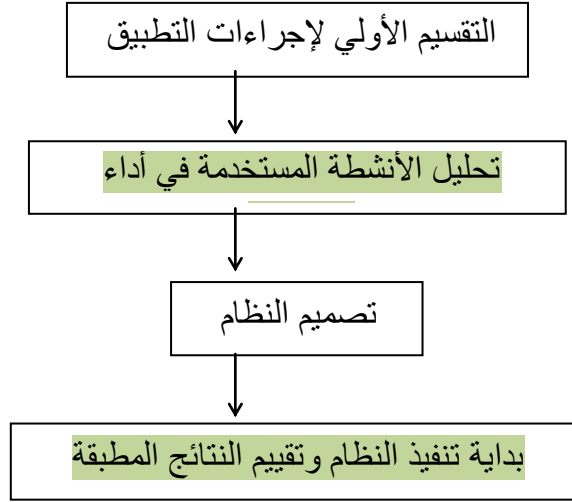 التقسيم الأولي لإجراءات التطبيق
تحليل الأنشطة المستخدمة في أداء
تصميم النظام
بداية تنفيذ النظام وتقييم النتائج المطبقة